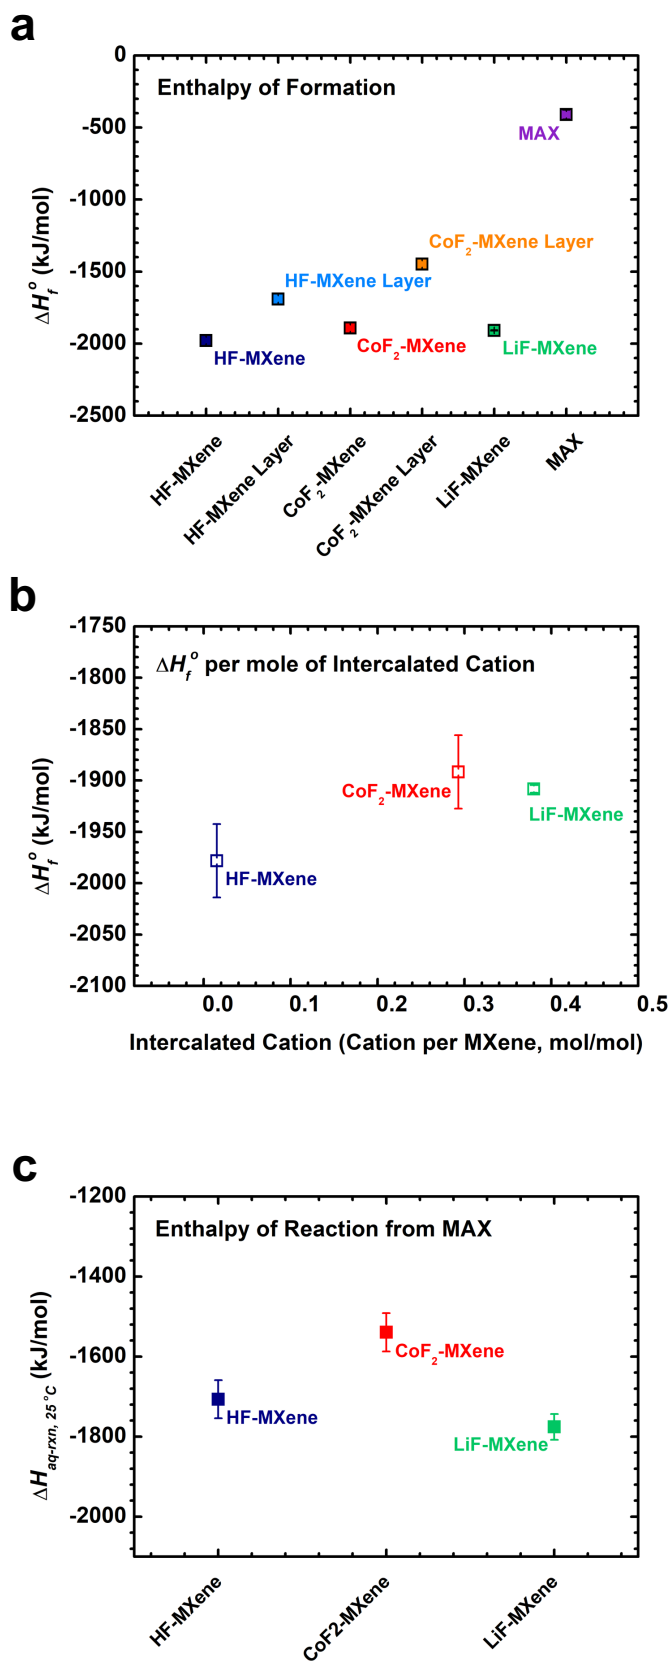 a
Enthalpy of Formation
0
-500
-1000
-1500
-2000
-2500
ΔH_f^o (kJ/mol)
MAX
CoF₂-MXene Layer
HF-MXene Layer
HF-MXene
CoF₂-MXene
LiF-MXene
HF-MXene
HF-MXene Layer
CoF₂-MXene
CoF₂-MXene Layer
LiF-MXene
MAX
b
ΔH_f^o per mole of Intercalated Cation
-1750
-1800
-1850
-1900
-1950
-2000
-2050
-2100
ΔH_f^o (kJ/mol)
CoF₂-MXene
LiF-MXene
HF-MXene
0.0 0.1 0.2 0.3 0.4 0.5
Intercalated Cation (Cation per MXene, mol/mol)
c
Enthalpy of Reaction from MAX
-1200
-1400
-1600
-1800
-2000
ΔH_aq-rxn, 25 °C (kJ/mol)
CoF₂-MXene
HF-MXene
LiF-MXene
HF-MXene
CoF2-MXene
LiF-MXene